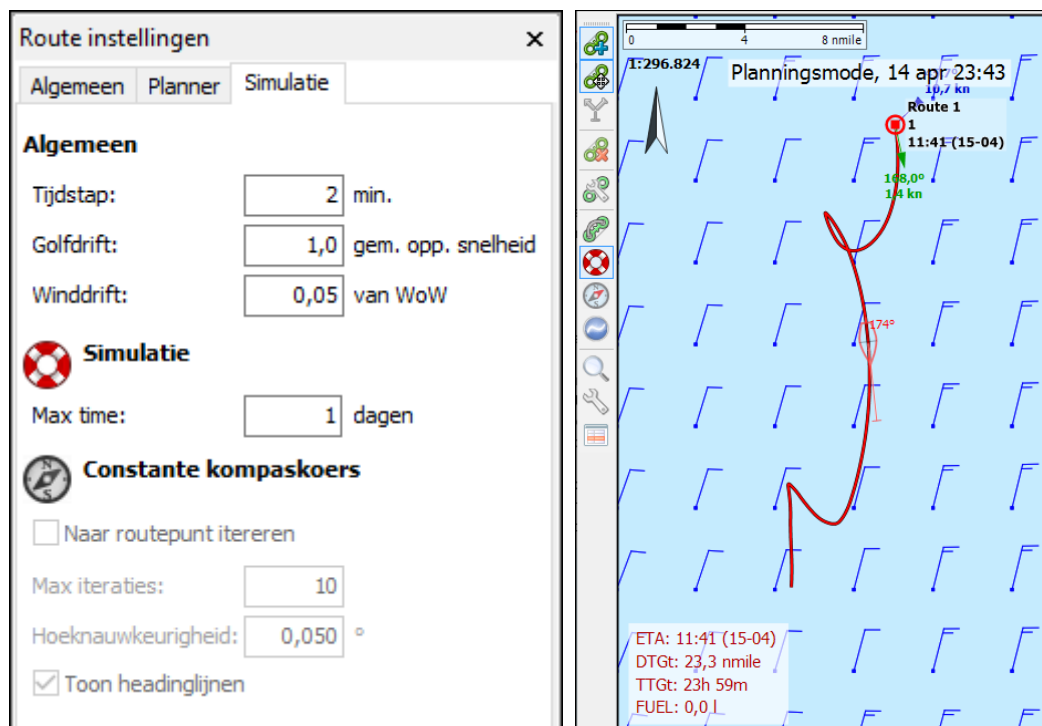 Route instellingen
Algemeen Planner Simulatie
Algemeen
Tijdstap: 2 min.
Golfdrift: 1,0 gem. opp. snelheid
Winddrift: 0,05 van WoW
Simulatie
Max time: 1 dagen
Constante kompaskoers
Naar routepunt itereren
Max iteraties: 10
Hoeknauwkeurigheid: 0,050 °
Toon headinglijnen
0 4 8 nmile
1:296.824
Planningsmode, 14 apr 23:43
10,7 kn
Route 1
1
11:41 (15-04)
168,0°
1,4 kn
174°
ETA: 11:41 (15-04)
DTGt: 23,3 nmile
TTGt: 23h 59m
FUEL: 0,0 l